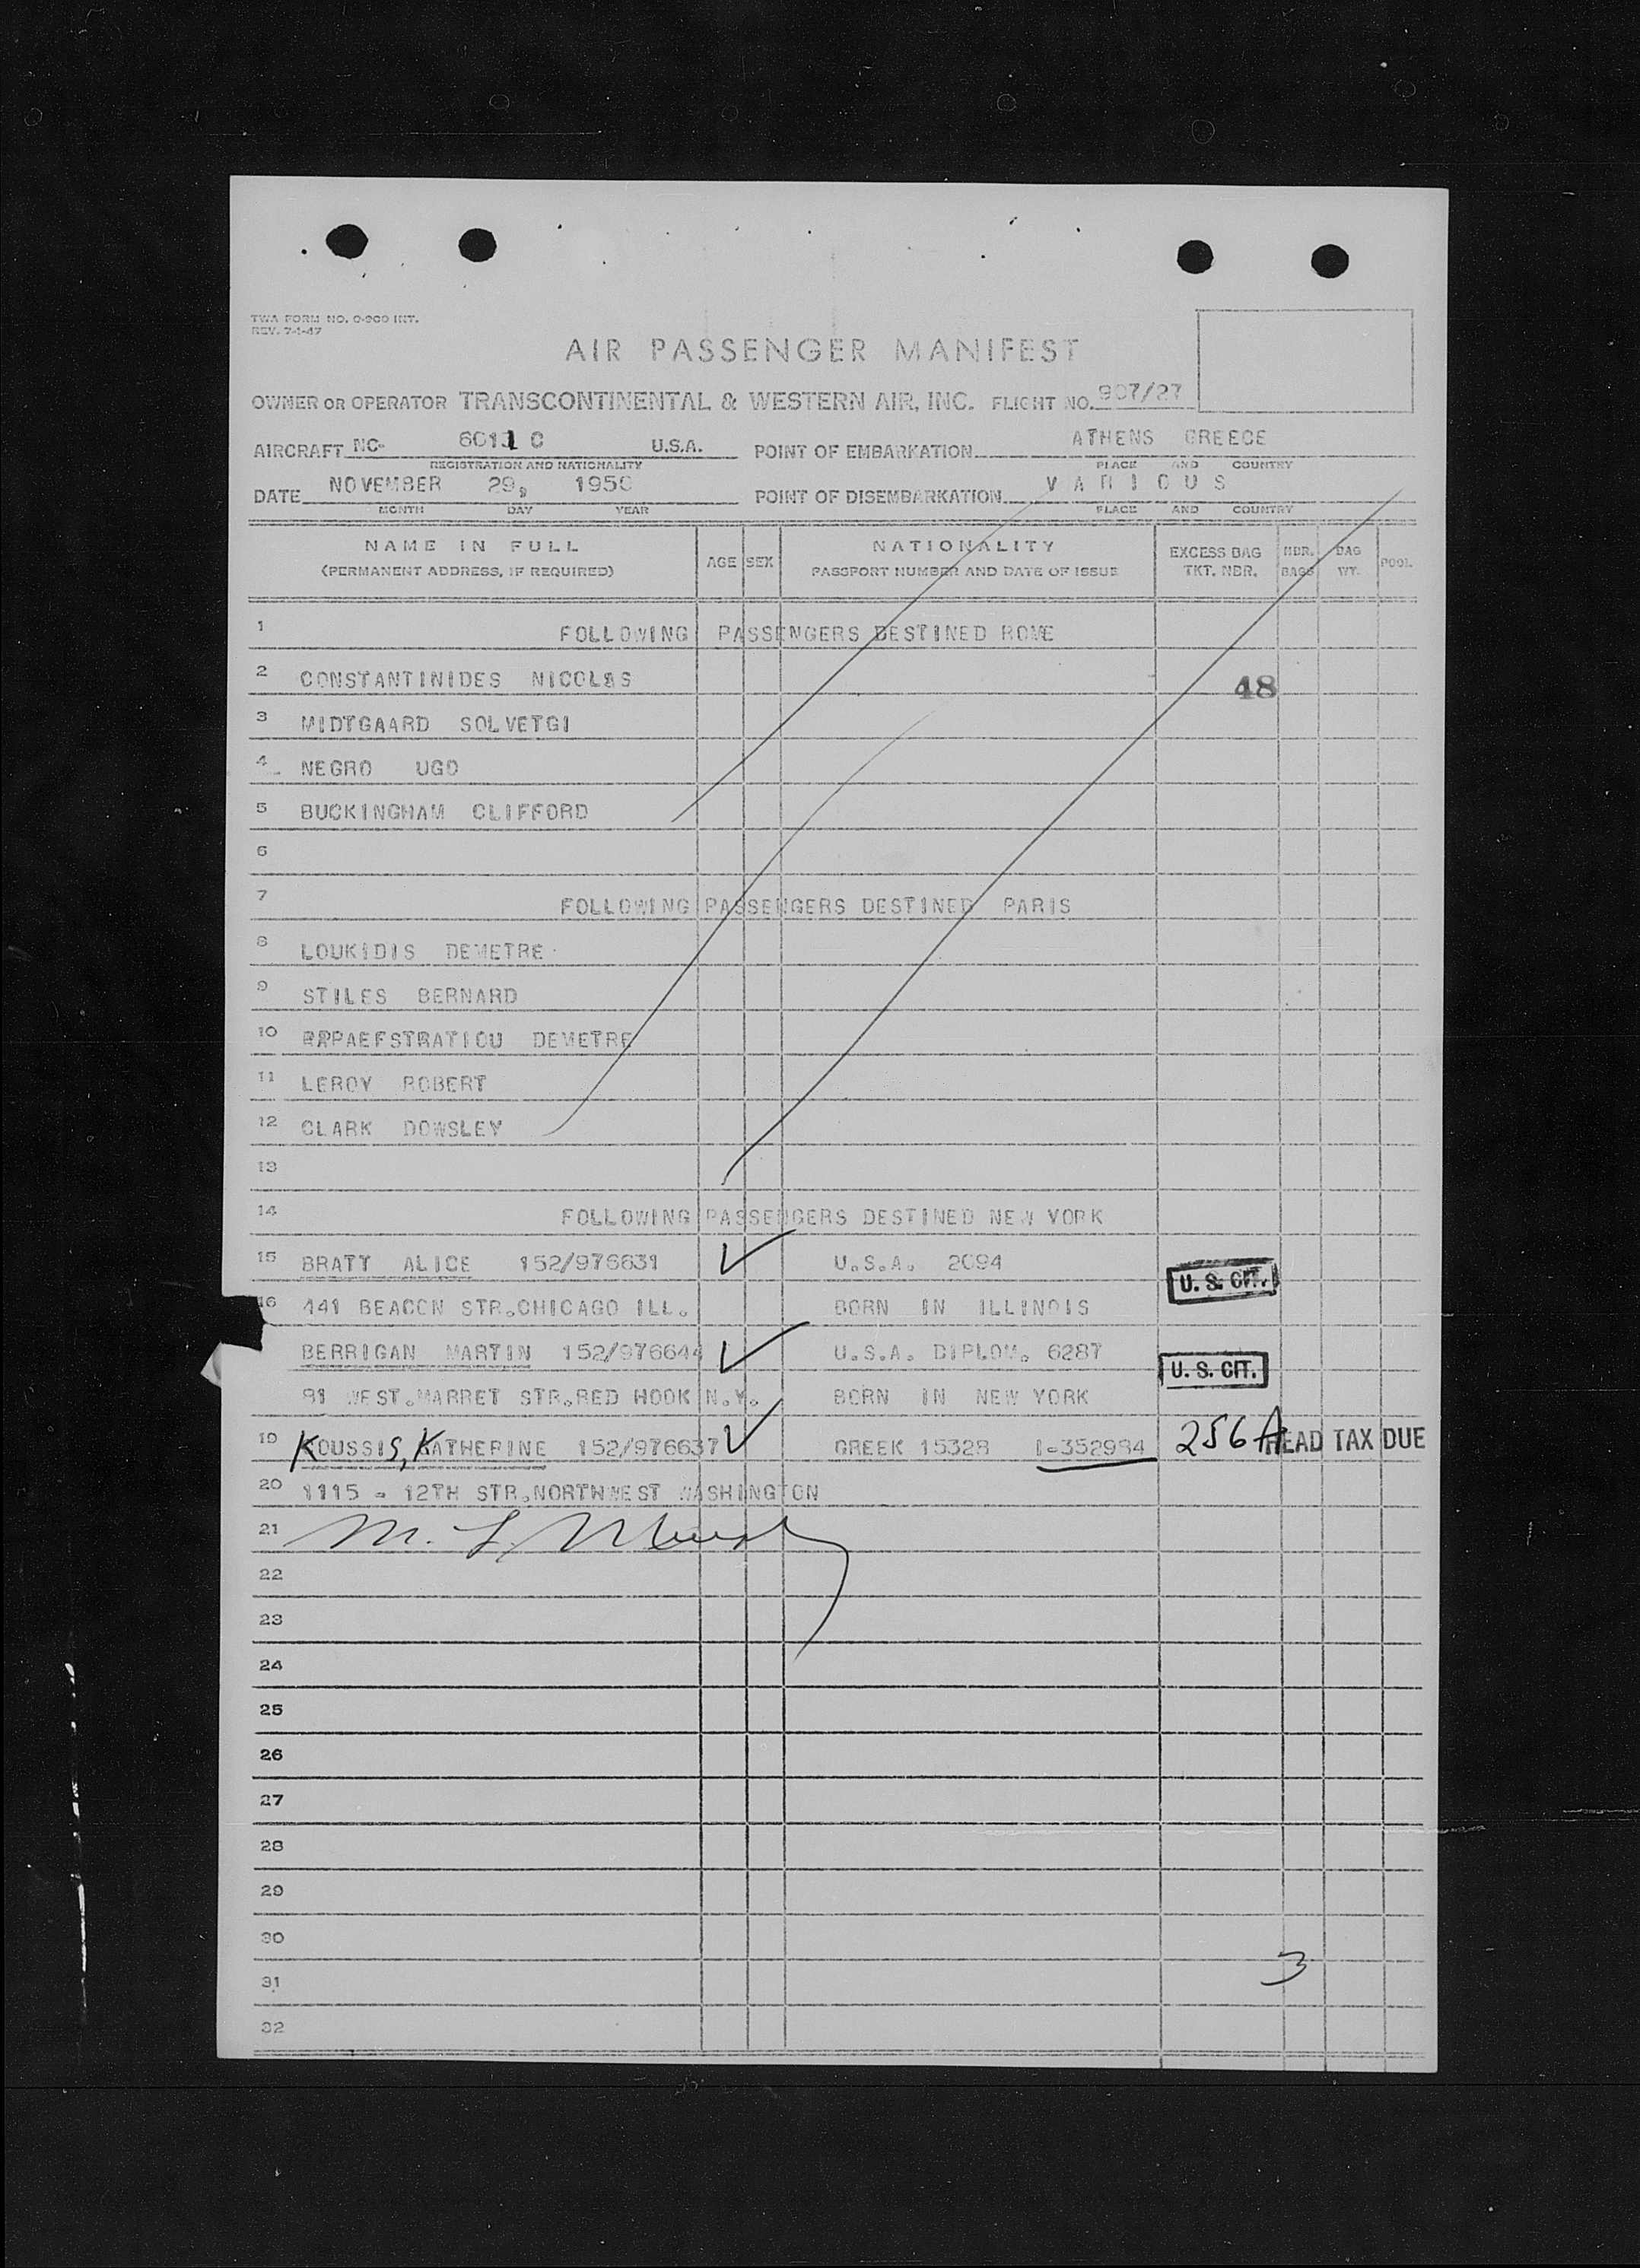 TWA FORM NO. 0-900 INT.
REV. 7-1-47
AIR PASSENGER MANIFEST
OWNER OR OPERATOR TRANSCONTINENTAL & WESTERN AIR, INC. FLIGHT NO. 907/27
AIRCRAFT NC- 6011 C U.S.A. POINT OF EMBARKATION ATHENS GREECE
REGISTRATION AND NATIONALITY PLACE AND COUNTRY
DATE NOVEMBER 29, 1950 POINT OF DISEMBARKATION VARIOUS
MONTH DAY YEAR PLACE AND COUNTRY
NAME IN FULL AGE SEX NATIONALITY EXCESS BAG NBR. BAG POOL
(PERMANENT ADDRESS, IF REQUIRED) PASSPORT NUMBER AND DATE OF ISSUE TKT. NBR. BAGS WT.
1 FOLLOWING PASSENGERS DESTINED ROME
2 CONSTANTINIDES NICOLAS 48
3 MIDTGAARD SOLVETGI
4 NEGRO UGO
5 BUCKINGHAM CLIFFORD
6
7 FOLLOWING PASSENGERS DESTINED PARIS
8 LOUKIDIS DEMETRE
9 STILES BERNARD
10 PAPAEFSTRATIOU DEMETRE
11 LEROY ROBERT
12 CLARK DOWSLEY
13
14 FOLLOWING PASSENGERS DESTINED NEW YORK
15 BRATT ALICE 152/976631 U.S.A. 2094 U. S. CIT.
16 441 BEACON STR.CHICAGO ILL. BORN IN ILLINOIS
BERRIGAN MARTIN 152/976644 U.S.A. DIPLOM. 6287 U. S. CIT.
81 WEST.MARRET STR.RED HOOK N.Y. BORN IN NEW YORK
19 KOUSSIS, KATHERINE 152/976637 GREEK 15328 I-352984 256A HEAD TAX DUE
20 1115 - 12TH STR.NORTHWEST WASHINGTON
21 M. L.
22
23
24
25
26
27
28
29
30
31 3
32